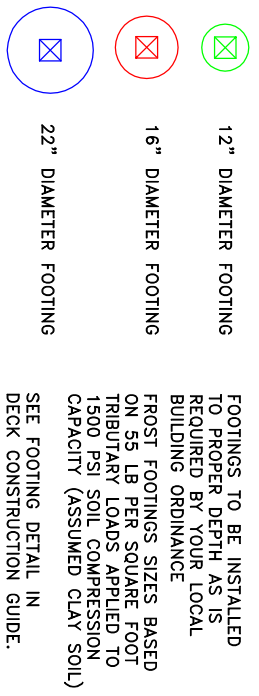 12" DIAMETER FOOTING
16" DIAMETER FOOTING
22" DIAMETER FOOTING
FOOTINGS TO BE INSTALLED
TO PROPER DEPTH AS IS
REQUIRED BY YOUR LOCAL
BUILDING ORDINANCE
FROST FOOTINGS SIZES BASED
ON 55 LB PER SQUARE FOOT
TRIBUTARY LOADS APPLIED TO
1500 PSI SOIL COMPRESSION
CAPACITY (ASSUMED CLAY SOIL)
SEE FOOTING DETAIL IN
DECK CONSTRUCTION GUIDE.